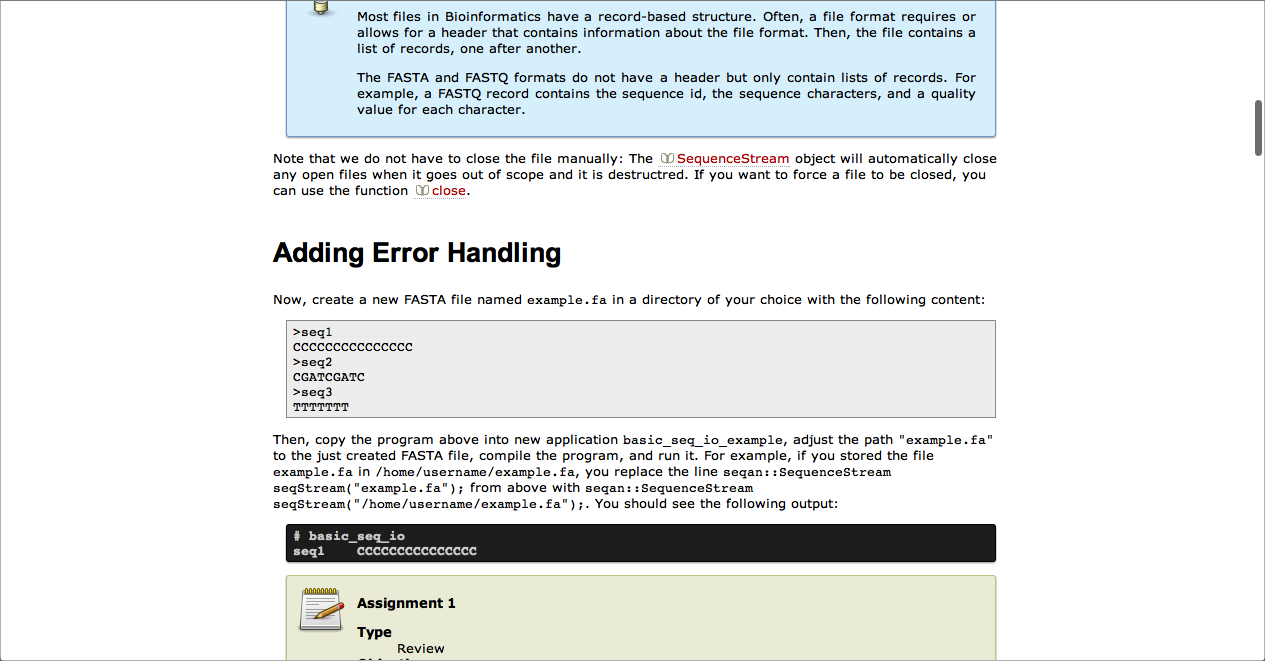 Most files in Bioinformatics have a record-based structure. Often, a file format requires or
allows for a header that contains information about the file format. Then, the file contains a
list of records, one after another.
The FASTA and FASTQ formats do not have a header but only contain lists of records. For
example, a FASTQ record contains the sequence id, the sequence characters, and a quality
value for each character.
Note that we do not have to close the file manually: The SequenceStream object will automatically close
any open files when it goes out of scope and it is destructred. If you want to force a file to be closed, you
can use the function close.
Adding Error Handling
Now, create a new FASTA file named example.fa in a directory of your choice with the following content:
>seq1
CCCCCCCCCCCCCCC
>seq2
CGATCGATC
>seq3
TTTTTTT
Then, copy the program above into new application basic_seq_io_example, adjust the path "example.fa"
to the just created FASTA file, compile the program, and run it. For example, if you stored the file
example.fa in /home/username/example.fa, you replace the line seqan::SequenceStream
seqStream("example.fa"); from above with seqan::SequenceStream
seqStream("/home/username/example.fa");. You should see the following output:
# basic_seq_io
seq1    CCCCCCCCCCCCCCC
Assignment 1
Type
Review